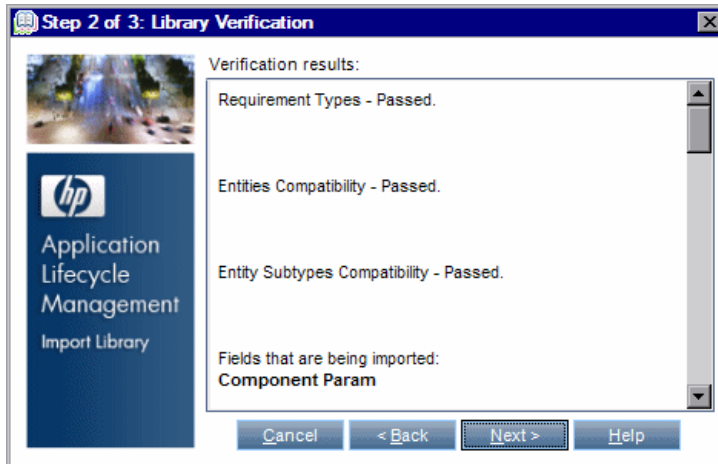 Step 2 of 3: Library Verification
Verification results:
Requirement Types - Passed.
Entities Compatibility - Passed.
Entity Subtypes Compatibility - Passed.
Fields that are being imported:
Component Param
hp
Application
Lifecycle
Management
Import Library
Cancel
< Back
Next >
Help